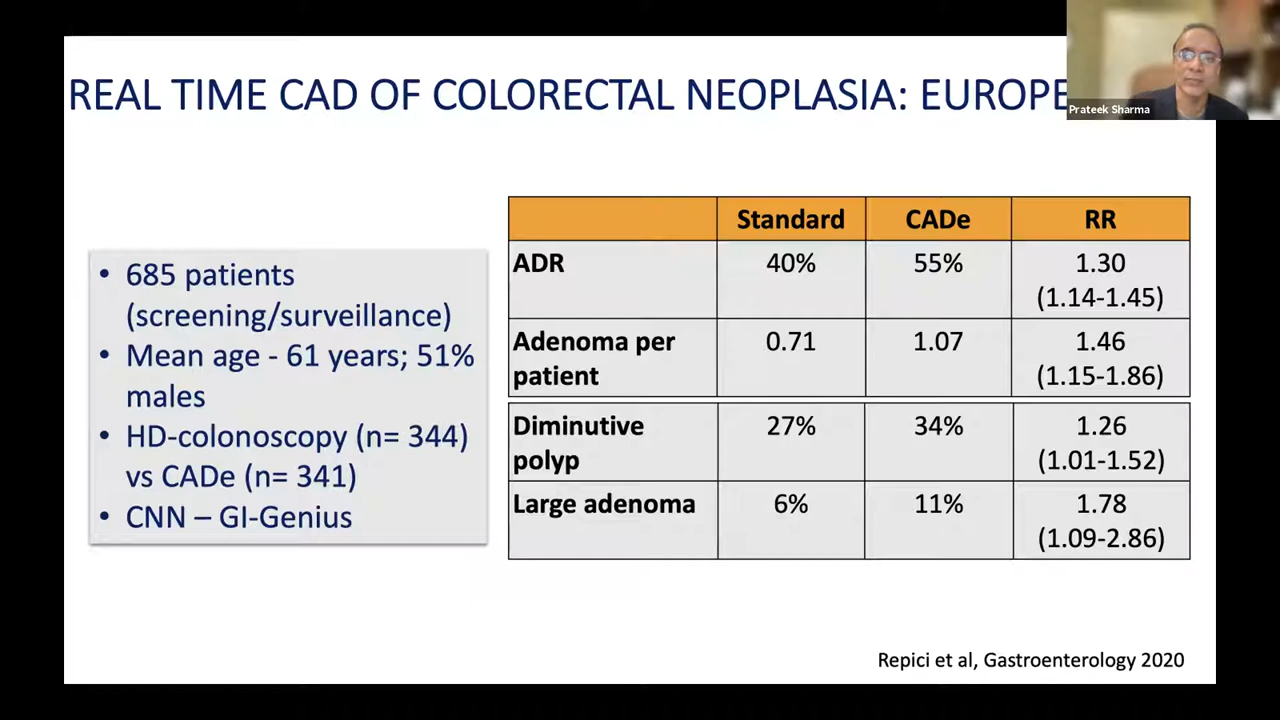 REAL TIME CAD OF COLORECTAL NEOPLASIA: EUROPE
Prateek Sharma
• 685 patients
(screening/surveillance)
• Mean age - 61 years; 51%
males
• HD-colonoscopy (n= 344)
vs CADe (n= 341)
• CNN – GI-Genius
Standard CADe RR
ADR 40% 55% 1.30
(1.14-1.45)
Adenoma per 0.71 1.07 1.46
patient (1.15-1.86)
Diminutive 27% 34% 1.26
polyp (1.01-1.52)
Large adenoma 6% 11% 1.78
(1.09-2.86)
Repici et al, Gastroenterology 2020